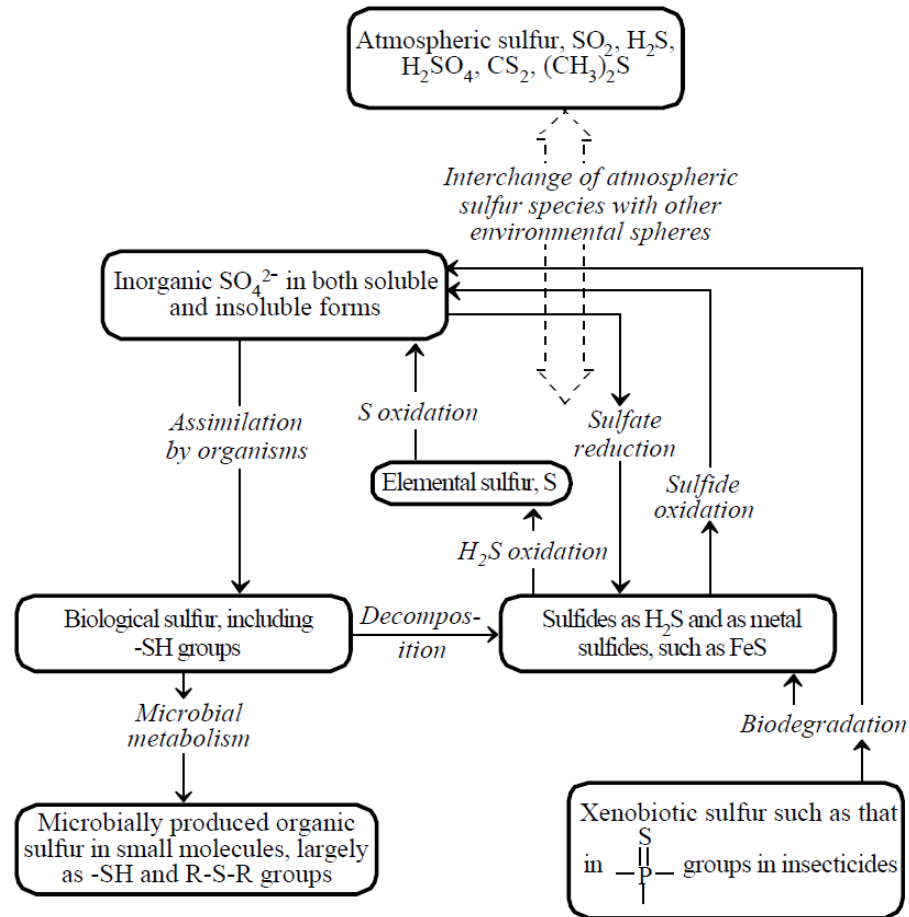 Atmospheric sulfur, SO₂, H₂S,
H₂SO₄, CS₂, (CH₃)₂S
Interchange of atmospheric
sulfur species with other
environmental spheres
Inorganic SO₄²⁻ in both soluble
and insoluble forms
Assimilation
by organisms
S oxidation
Sulfate
reduction
Elemental sulfur, S
Sulfide
oxidation
H₂S oxidation
Biological sulfur, including
-SH groups
Decompos-
ition
Sulfides as H₂S and as metal
sulfides, such as FeS
Microbial
metabolism
Biodegradation
Microbially produced organic
sulfur in small molecules, largely
as -SH and R-S-R groups
Xenobiotic sulfur such as that
S
in P groups in insecticides